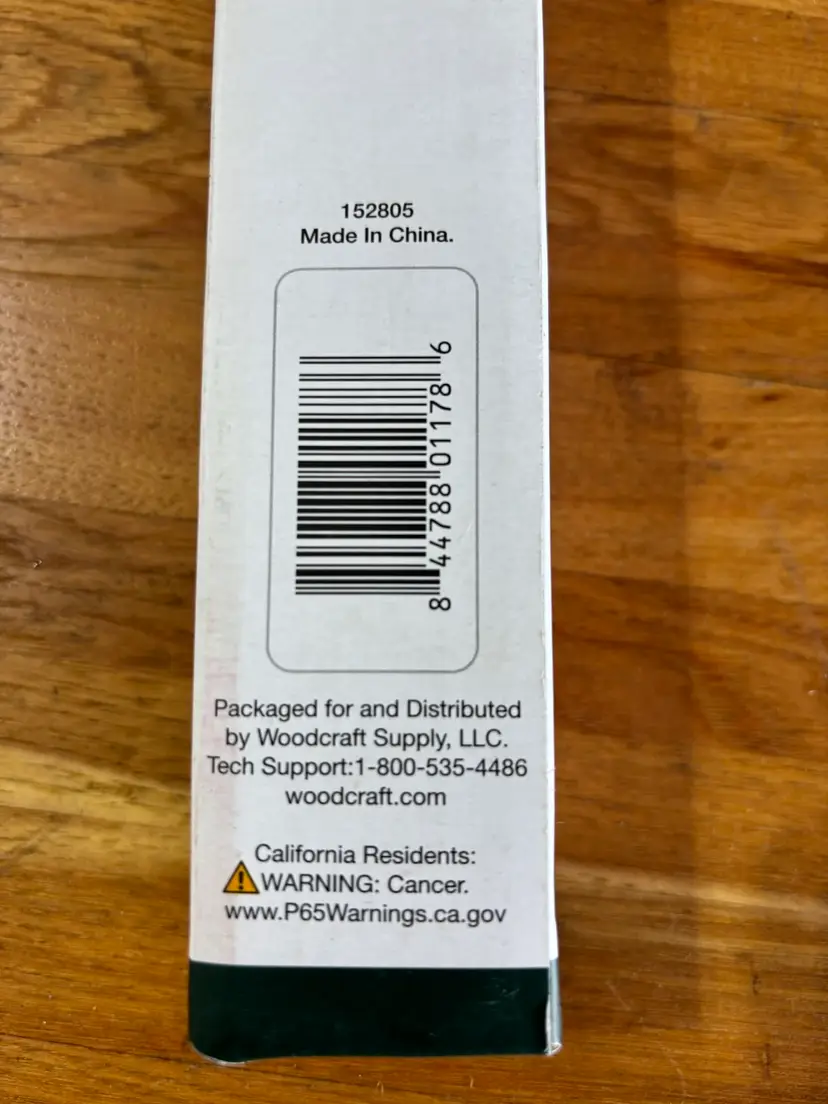 152805
Made In China.
8 44788 01178 6
Packaged for and Distributed
by Woodcraft Supply, LLC.
Tech Support:1-800-535-4486
woodcraft.com
California Residents:
WARNING: Cancer.
www.P65Warnings.ca.gov